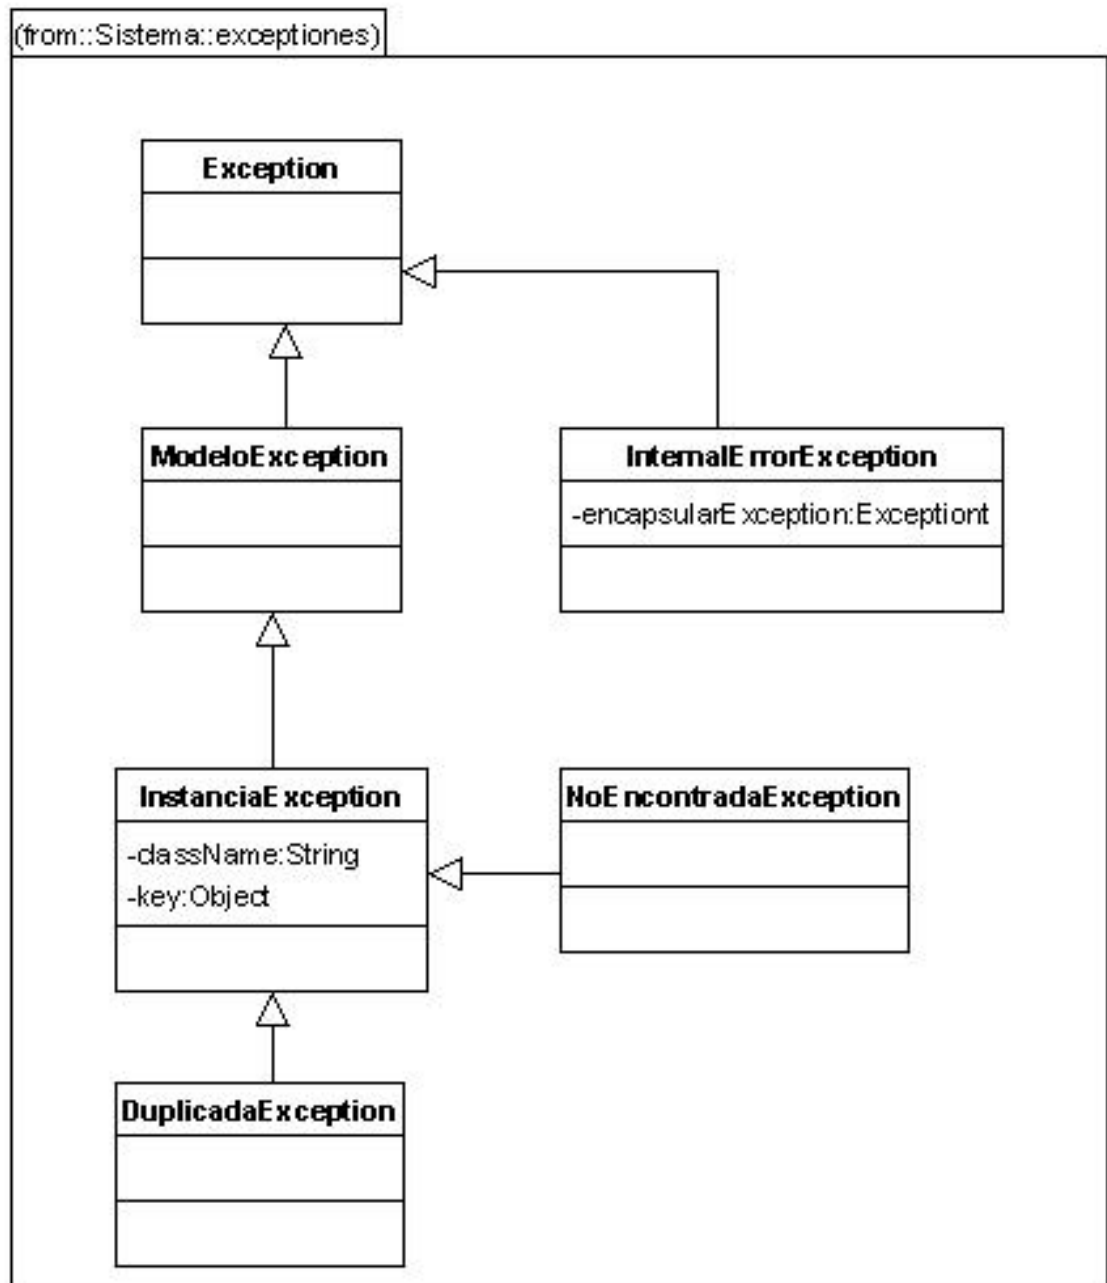 (from::Sistema::exceptiones)
Exception
ModeloException
InternalErrorException
-encapsularException:Exceptiont
InstanciaException
-className:String
-key:Object
NoEncontradaException
DuplicadaException